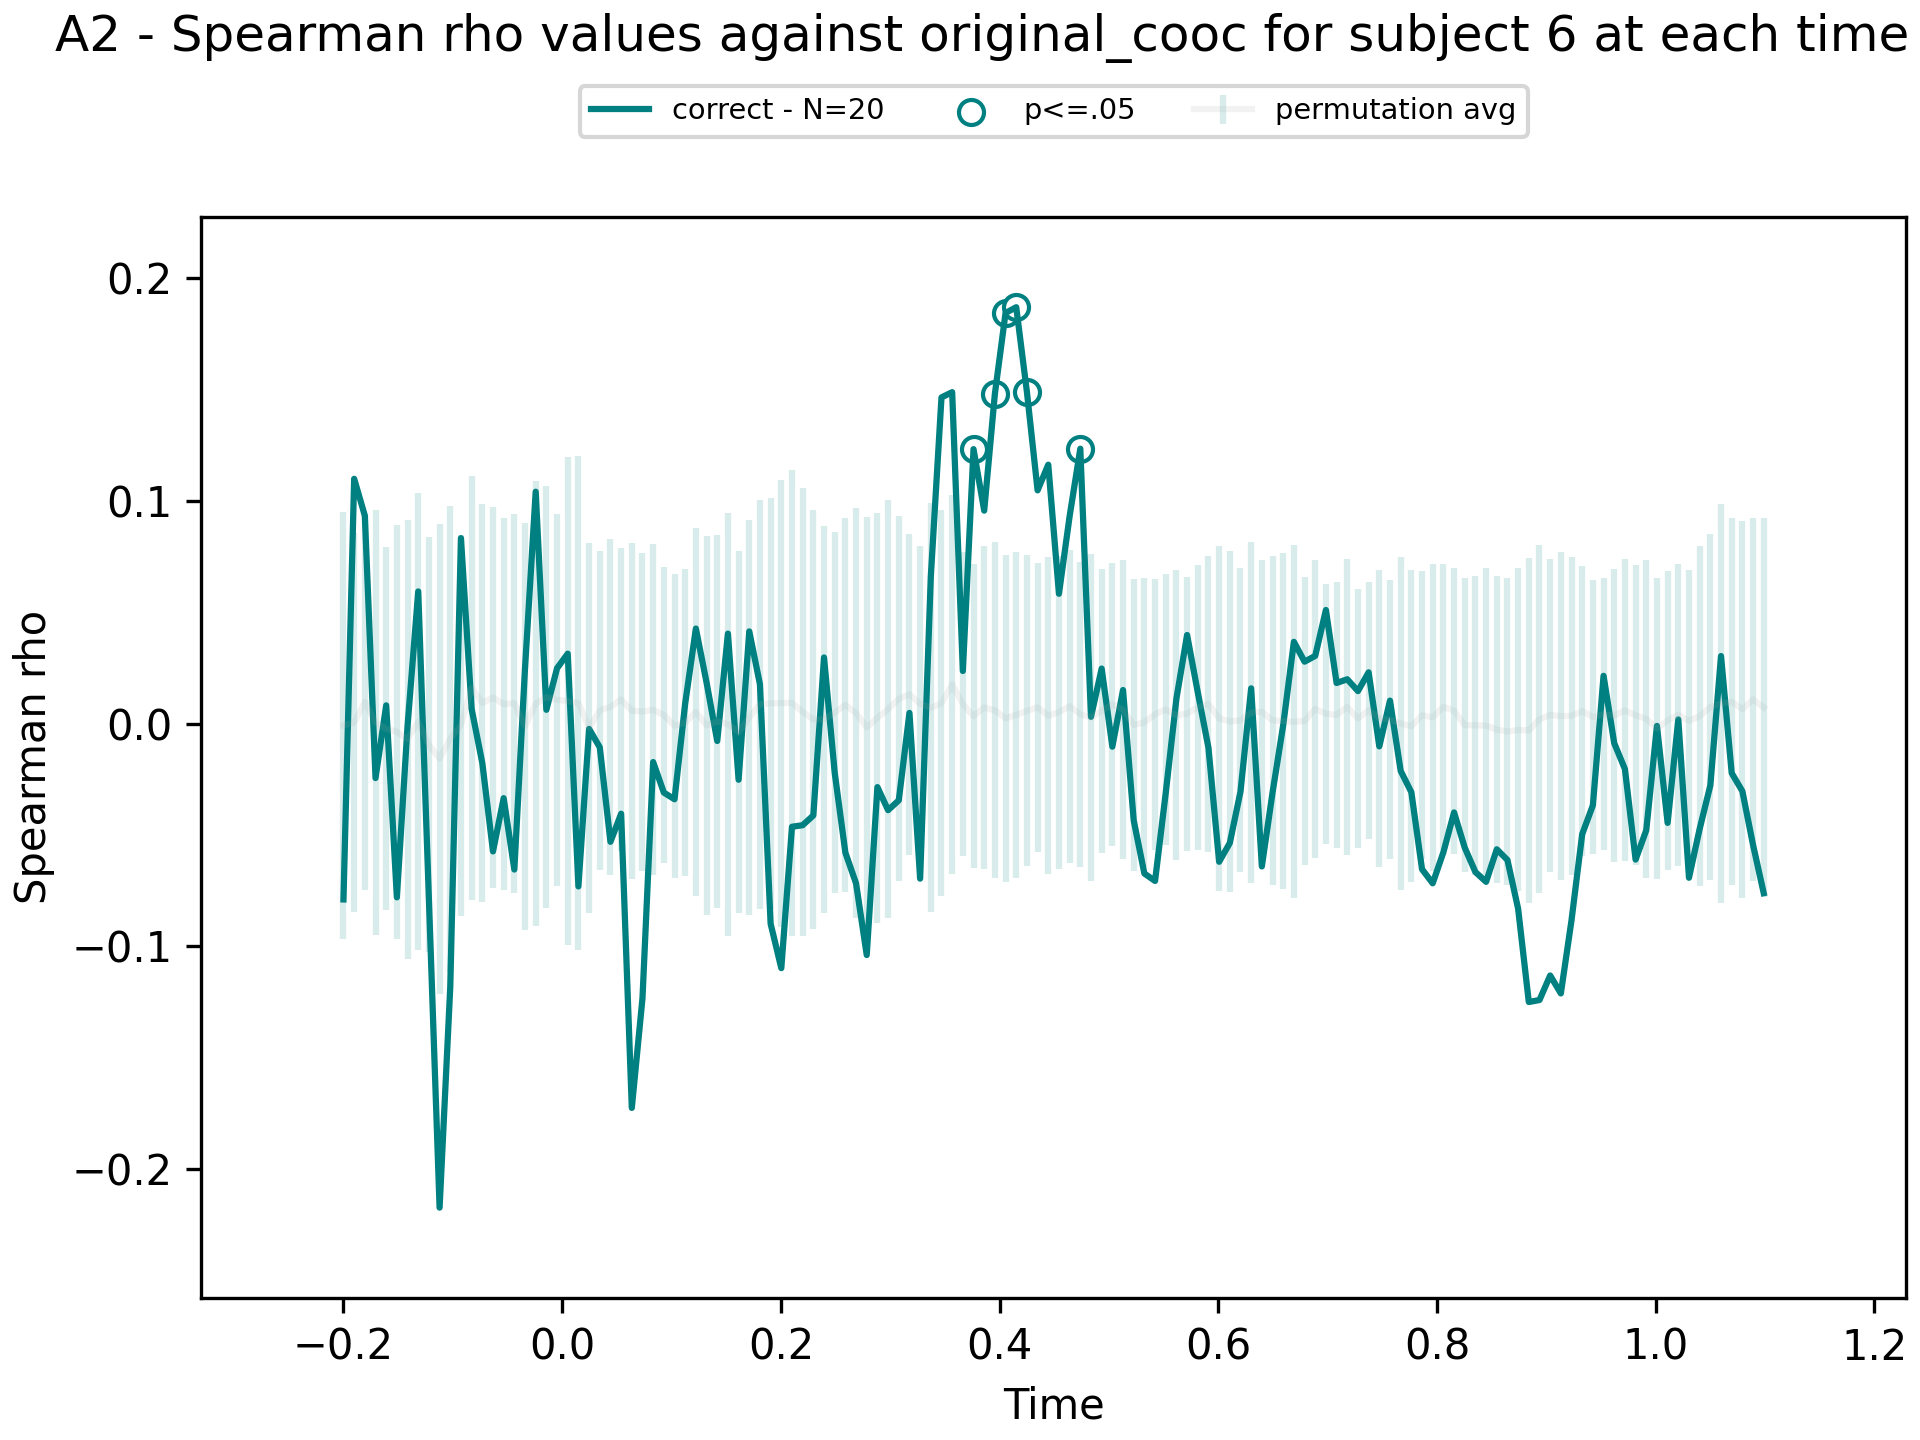 A2 - Spearman rho values against original_cooc for subject 6 at each time
correct - N=20 p<=.05 permutation avg
0.2
0.1
0.0
−0.1
−0.2
Spearman rho
−0.2 0.0 0.2 0.4 0.6 0.8 1.0 1.2
Time